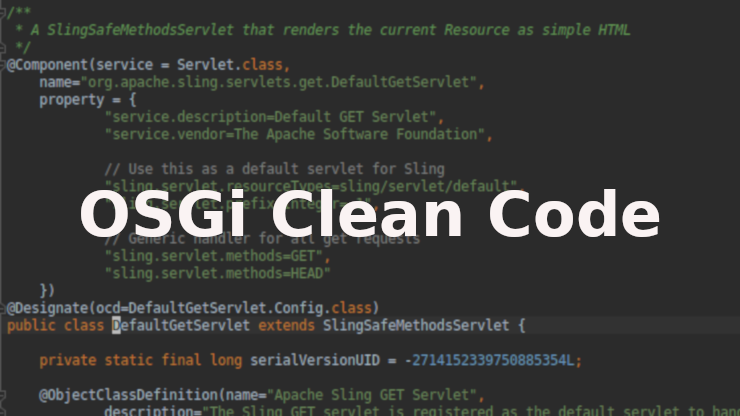 /**
* A SlingSafeMethodsServlet that renders the current Resource as simple HTML
*/
@Component(service = Servlet.class,
name="org.apache.sling.servlets.get.DefaultGetServlet",
property = {
"service.description=Default GET Servlet",
"service.vendor=The Apache Software Foundation",
// Use this as a default servlet for Sling
"sling.servlet.resourceTypes=sling/servlet/default",
OSGi Clean Code
// Generic handler for all get requests
"sling.servlet.methods=GET",
"sling.servlet.methods=HEAD"
})
@Designate(ocd=DefaultGetServlet.Config.class)
public class DefaultGetServlet extends SlingSafeMethodsServlet {
private static final long serialVersionUID = -2714152339750885354L;
@ObjectClassDefinition(name="Apache Sling GET Servlet",
description="The Sling GET servlet is registered as the default servlet to